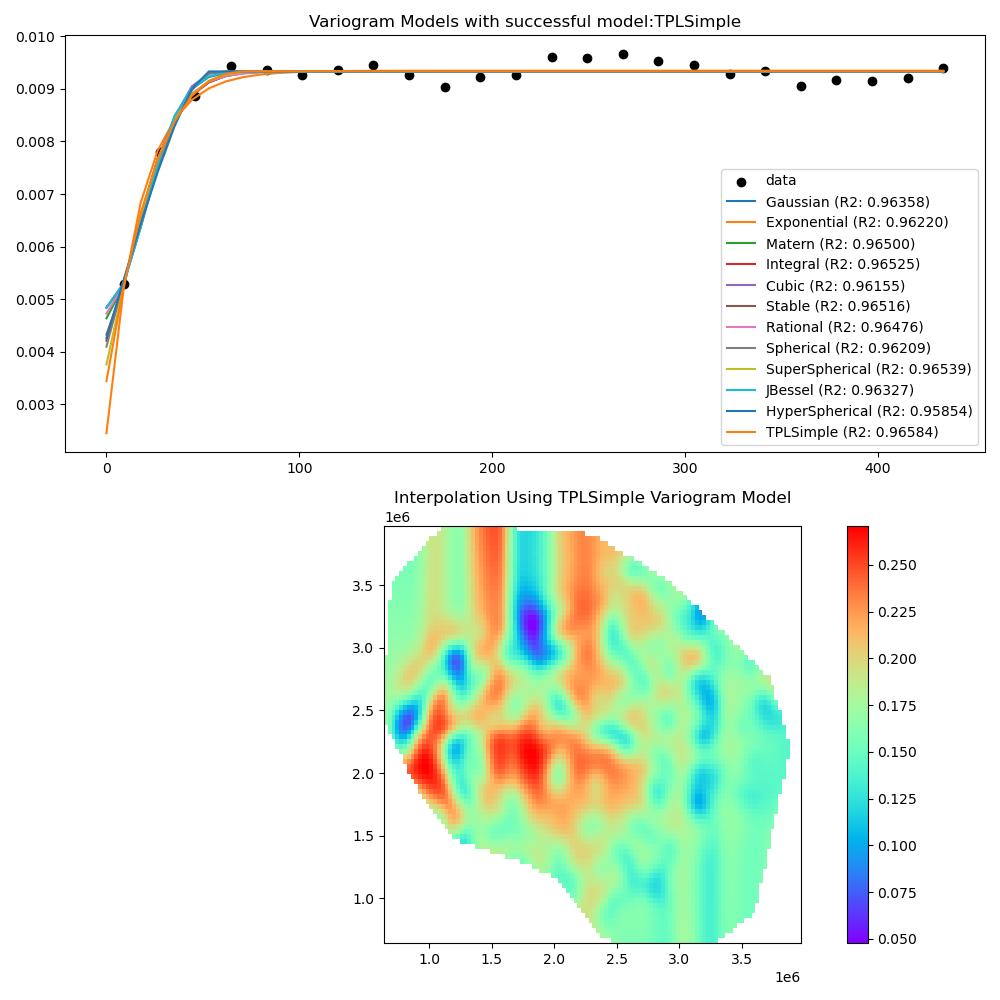 Variogram Models with successful model:TPLSimple
0.010
0.009
0.008
0.007
0.006
0.005
0.004
0.003
0
100
200
300
400
data
Gaussian (R2: 0.96358)
Exponential (R2: 0.96220)
Matern (R2: 0.96500)
Integral (R2: 0.96525)
Cubic (R2: 0.96155)
Stable (R2: 0.96516)
Rational (R2: 0.96476)
Spherical (R2: 0.96209)
SuperSpherical (R2: 0.96539)
JBessel (R2: 0.96327)
HyperSpherical (R2: 0.95854)
TPLSimple (R2: 0.96584)
Interpolation Using TPLSimple Variogram Model
1e6
3.5
3.0
2.5
2.0
1.5
1.0
1.0
1.5
2.0
2.5
3.0
3.5
1e6
0.250
0.225
0.200
0.175
0.150
0.125
0.100
0.075
0.050